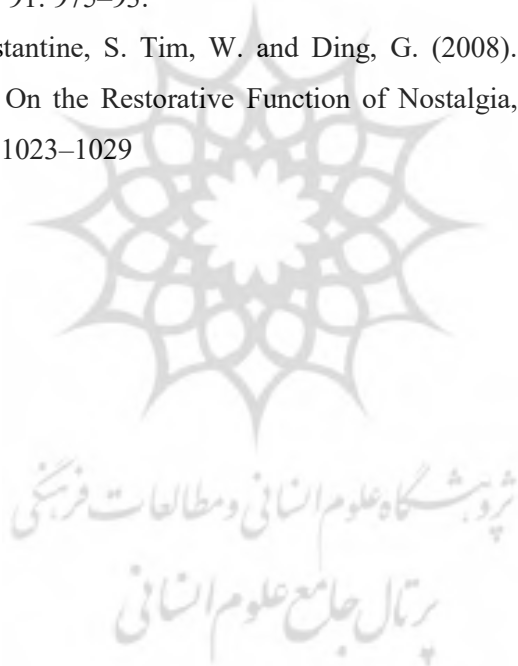 91: 975–93.
stantine, S. Tim, W. and Ding, G. (2008).
On the Restorative Function of Nostalgia,
1023–1029
پژوهشگاه علوم انسانی و مطالعات فرهنگی
پرتال جامع علوم انسانی